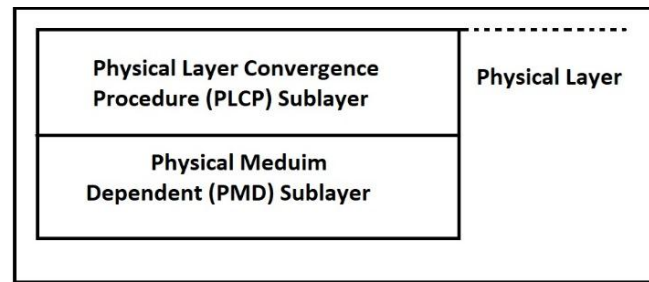 Physical Layer Convergence
Procedure (PLCP) Sublayer
Physical Layer
Physical Meduim
Dependent (PMD) Sublayer